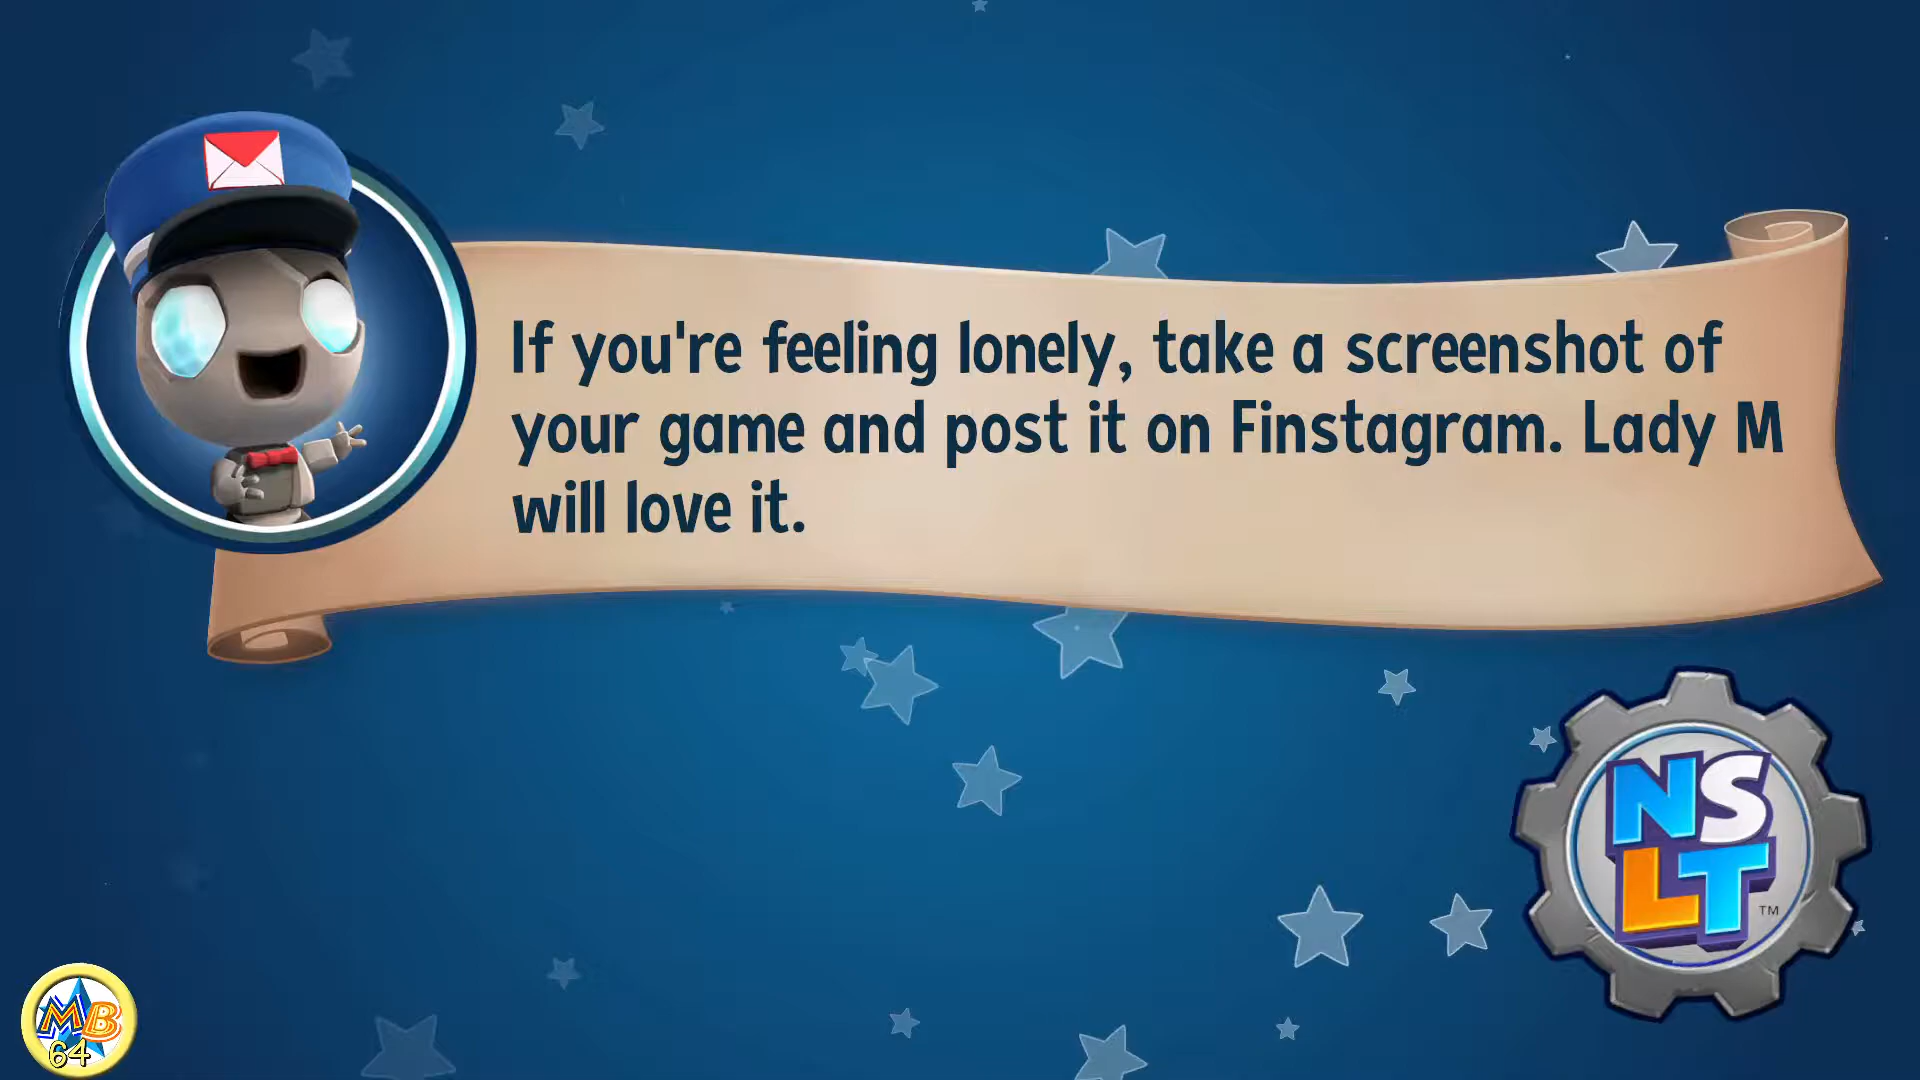 If you're feeling lonely, take a screenshot of
your game and post it on Finstagram. Lady M
will love it.
NS
LT
TM
MB
64